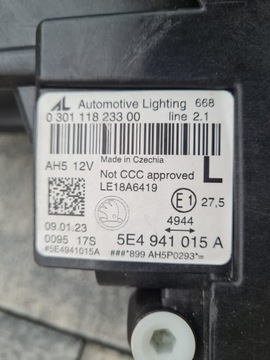 AL Automotive Lighting 668
0 301 118 233 00 line 2.1
Made in Czechia
AH5 12V
Not CCC approved L
LE18A6419
E1 27,5
4944
09.01.23
0095 17S 5E4 941 015 A
#5E4941015A ###*899 AH5P0293*=